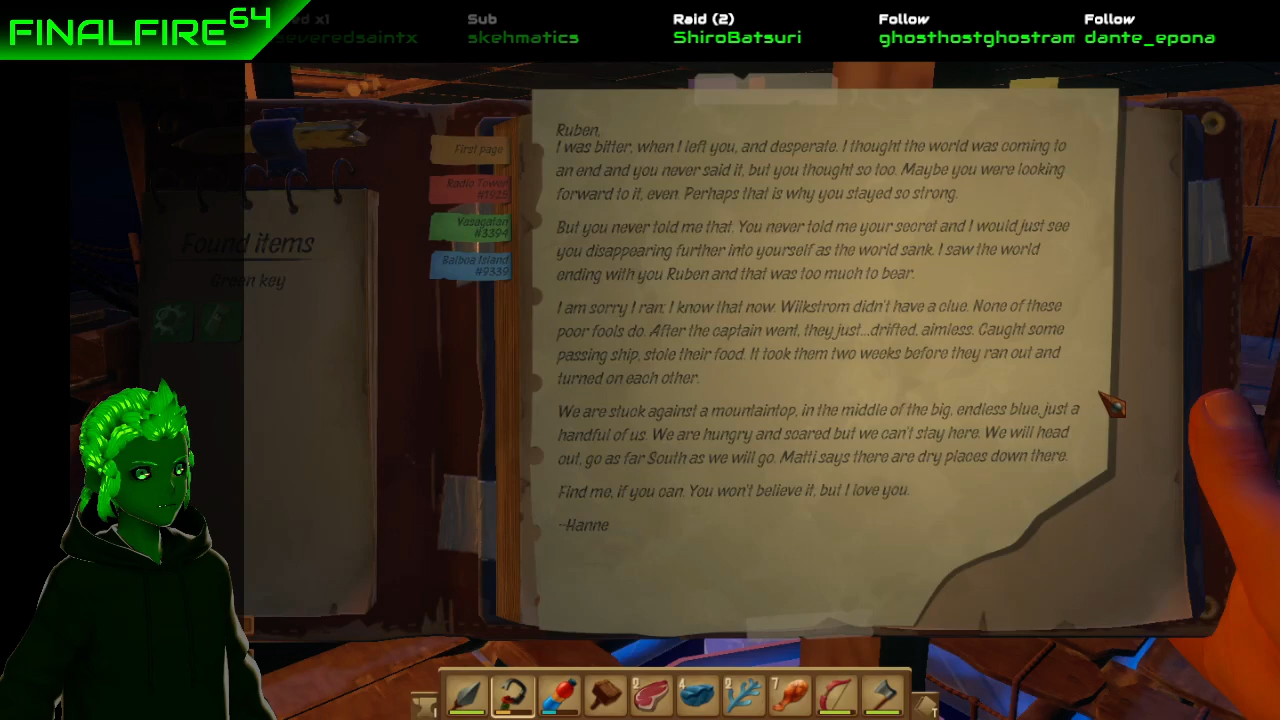 FINALFIRE64
Sub
skehmatics
Raid (2)
ShiroBatsuri
Follow
ghosthostghostram
Follow
dante_epona
First page
Radio Tower
#1925
Vasagatan
#3394
Balboa Island
#9339
Found items
Green key
Ruben,
I was bitter, when I left you, and desperate. I thought the world was coming to
an end and you never said it, but you thought so too. Maybe you were looking
forward to it, even. Perhaps that is why you stayed so strong.
But you never told me that. You never told me your secret and I would just see
you disappearing further into yourself as the world sank. I saw the world
ending with you Ruben and that was too much to bear.
I am sorry I ran; I know that now. Wilkstrom didn't have a clue. None of these
poor fools do. After the captain went, they just...drifted, aimless. Caught some
passing ship, stole their food. It took them two weeks before they ran out and
turned on each other.
We are stuck against a mountaintop, in the middle of the big, endless blue, just a
handful of us. We are hungry and scared but we can't stay here. We will head
out, go as far South as we will go. Matti says there are dry places down there.
Find me, if you can. You won't believe it, but I love you.
~Hanne
2
4
2
7
T